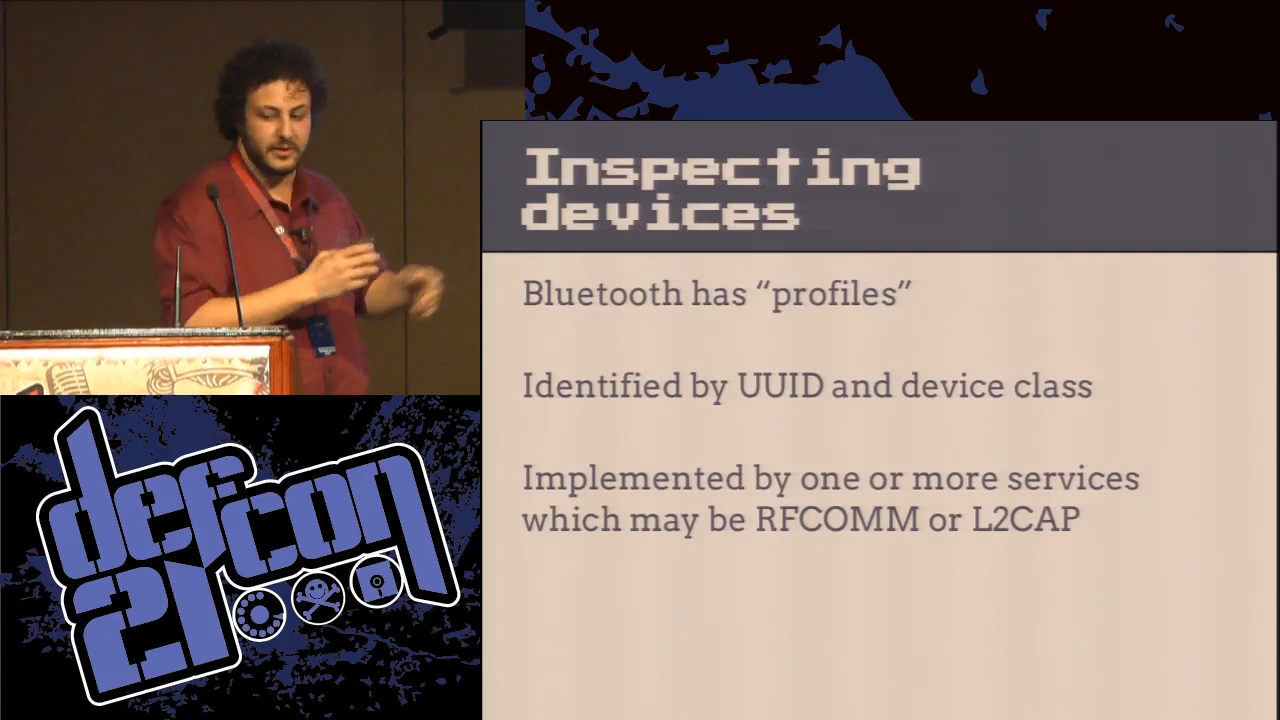 Inspecting
devices
Bluetooth has “profiles”
Identified by UUID and device class
Implemented by one or more services
which may be RFCOMM or L2CAP
defcon
21